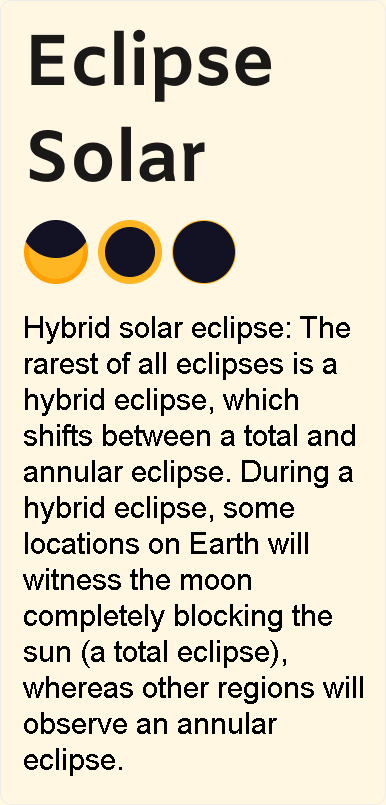 Eclipse
Solar
Hybrid solar eclipse: The
rarest of all eclipses is a
hybrid eclipse, which
shifts between a total and
annular eclipse. During a
hybrid eclipse, some
locations on Earth will
witness the moon
completely blocking the
sun (a total eclipse),
whereas other regions will
observe an annular
eclipse.